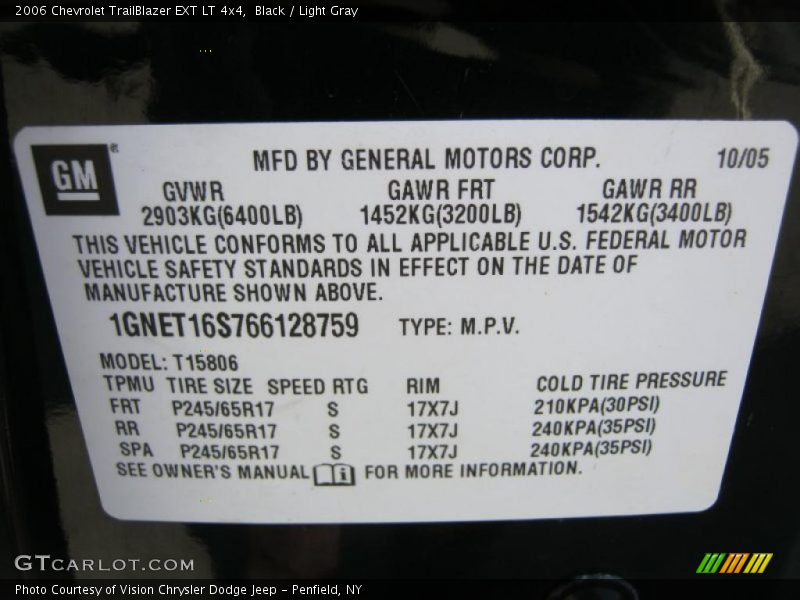 2006 Chevrolet TrailBlazer EXT LT 4x4,  Black / Light Gray
GM®
MFD BY GENERAL MOTORS CORP. 10/05
GVWR GAWR FRT GAWR RR
2903KG(6400LB) 1452KG(3200LB) 1542KG(3400LB)
THIS VEHICLE CONFORMS TO ALL APPLICABLE U.S. FEDERAL MOTOR
VEHICLE SAFETY STANDARDS IN EFFECT ON THE DATE OF
MANUFACTURE SHOWN ABOVE.
1GNET16S766128759 TYPE: M.P.V.
MODEL: T15806
TPMU TIRE SIZE SPEED RTG RIM COLD TIRE PRESSURE
FRT P245/65R17 S 17X7J 210KPA(30PSI)
RR P245/65R17 S 17X7J 240KPA(35PSI)
SPA P245/65R17 S 17X7J 240KPA(35PSI)
SEE OWNER'S MANUAL i FOR MORE INFORMATION.
GTCARLOT.COM
Photo Courtesy of Vision Chrysler Dodge Jeep - Penfield, NY